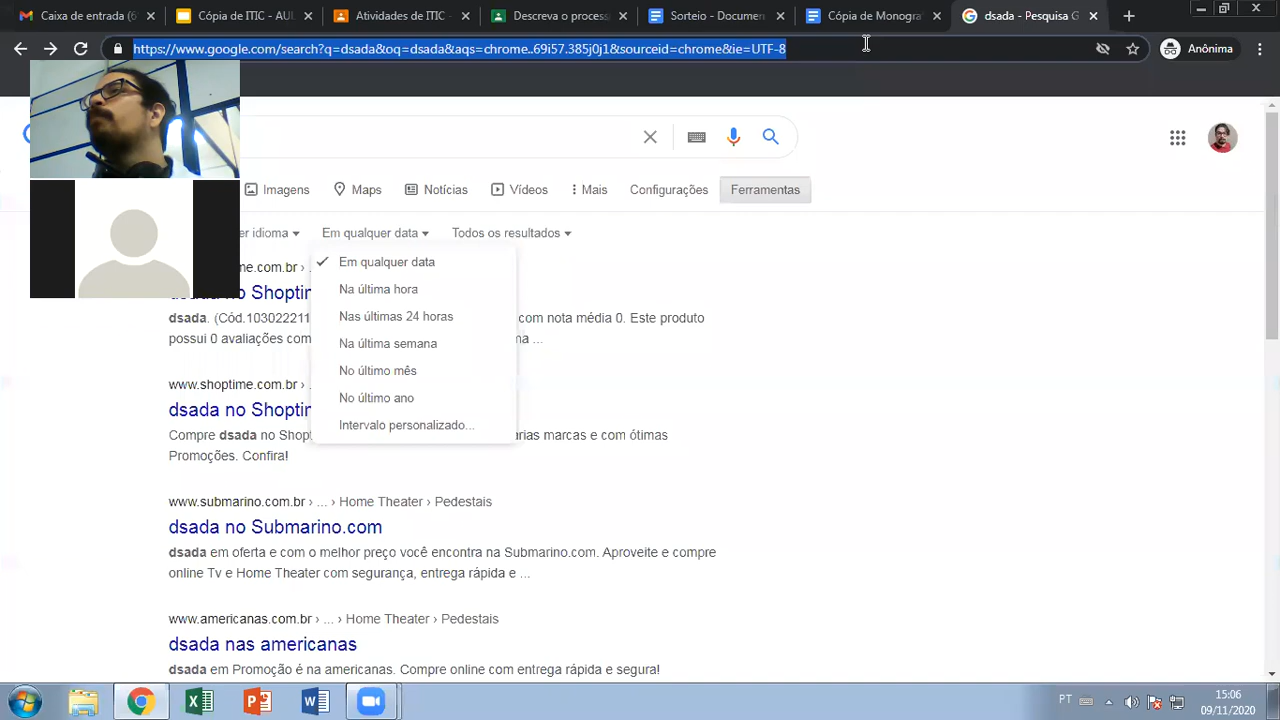 Caixa de entrada (6
Cópia de ITIC - AUL
Atividades de ITIC -
Descreva o process
Sorteio - Documen
Cópia de Monogra
dsada - Pesquisa G
https://www.google.com/search?q=dsada&oq=dsada&aqs=chrome..69i57.385j0j1&sourceid=chrome&ie=UTF-8
Anônima
Imagens
Maps
Notícias
Vídeos
Mais
Configurações
Ferramentas
er idioma
Em qualquer data
Todos os resultados
Em qualquer data
Na última hora
Nas últimas 24 horas
Na última semana
No último mês
No último ano
Intervalo personalizado...
me.com.br ›
dsada no Shoptin
dsada. (Cód.103022211
com nota média 0. Este produto
possui 0 avaliações com
...
www.shoptime.com.br ›
dsada no Shoptin
Compre dsada no Shopt
rias marcas e com ótimas
Promoções. Confira!
www.submarino.com.br › ... › Home Theater › Pedestais
dsada no Submarino.com
dsada em oferta e com o melhor preço você encontra na Submarino.com. Aproveite e compre
online Tv e Home Theater com segurança, entrega rápida e ...
www.americanas.com.br › ... › Home Theater › Pedestais
dsada nas americanas
dsada em Promoção é na americanas. Compre online com entrega rápida e segura!
PT
15:06
09/11/2020